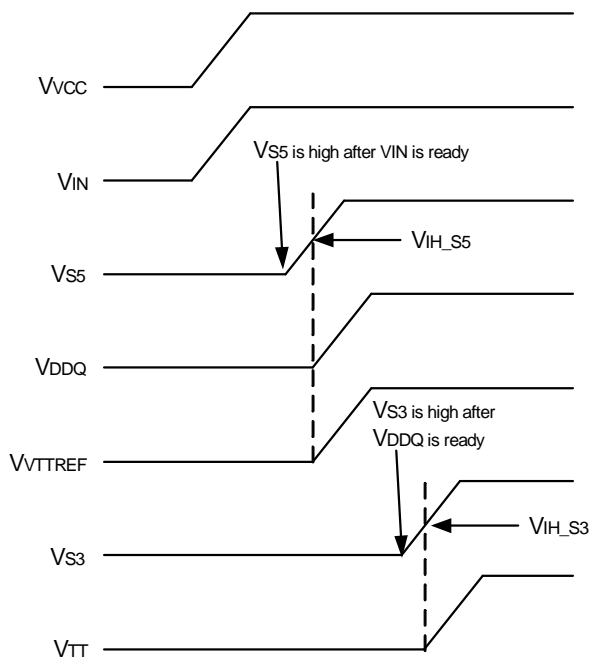 VVCC
VIN
VS5 is high after VIN is ready
VS5
VIH_S5
VDDQ
VVTTREF
VS3 is high after
VDDQ is ready
VS3
VIH_S3
VTT